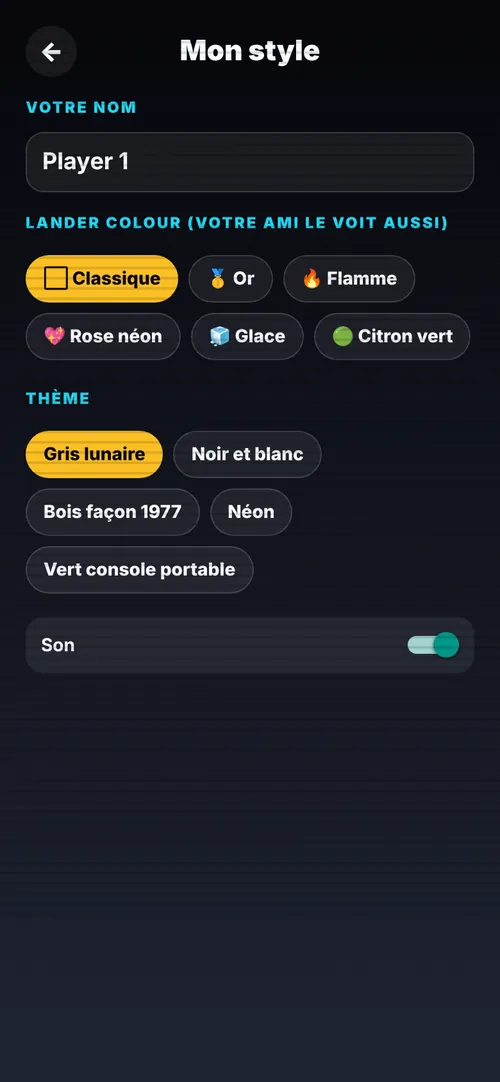 Mon style
VOTRE NOM
Player 1
LANDER COLOUR (VOTRE AMI LE VOIT AUSSI)
Classique
🥇 Or
🔥 Flamme
💖 Rose néon
🧊 Glace
🟢 Citron vert
THÈME
Gris lunaire
Noir et blanc
Bois façon 1977
Néon
Vert console portable
Son